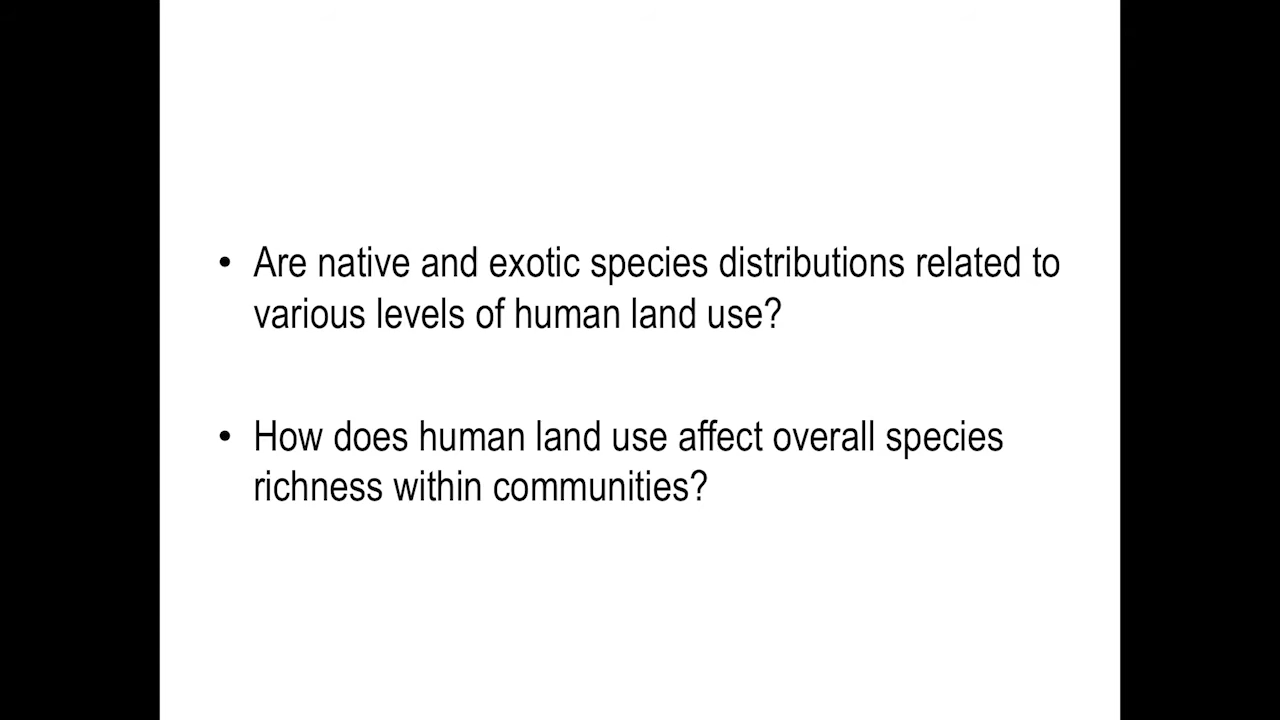 • Are native and exotic species distributions related to
various levels of human land use?
• How does human land use affect overall species
richness within communities?